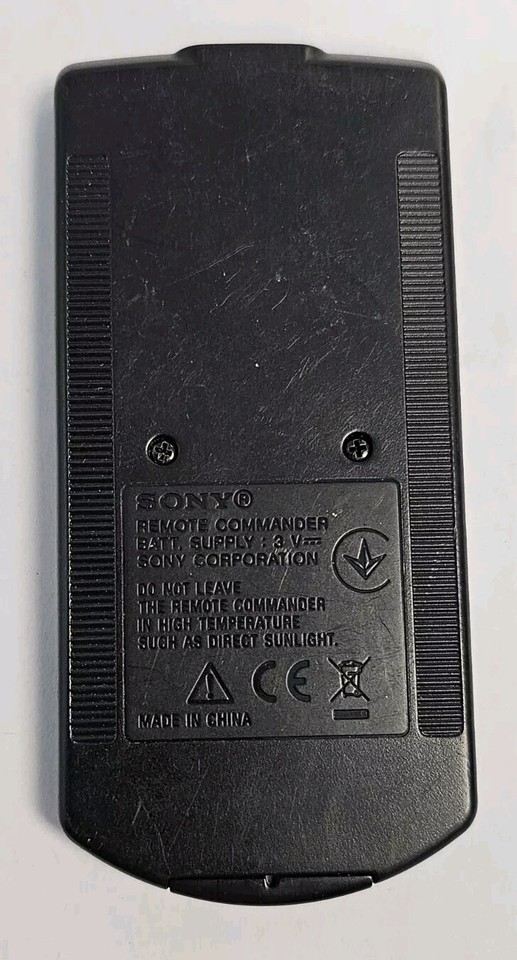 SONY®
REMOTE COMMANDER
BATT. SUPPLY : 3 V⎓
SONY CORPORATION
DO NOT LEAVE
THE REMOTE COMMANDER
IN HIGH TEMPERATURE
SUCH AS DIRECT SUNLIGHT.
CE
MADE IN CHINA